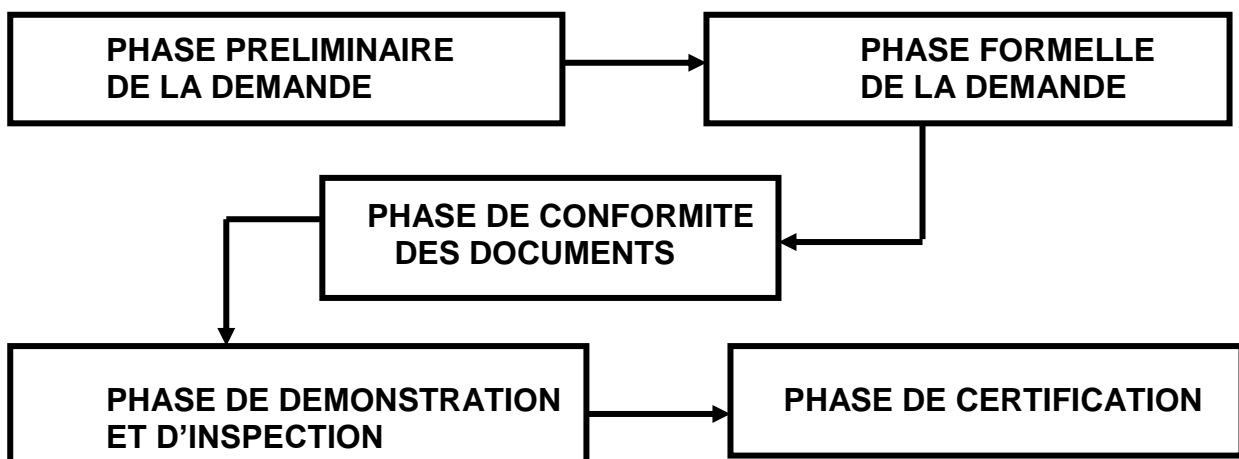 PHASE PRELIMINAIRE
DE LA DEMANDE
PHASE FORMELLE
DE LA DEMANDE
PHASE DE CONFORMITE
DES DOCUMENTS
PHASE DE DEMONSTRATION
ET D’INSPECTION
PHASE DE CERTIFICATION